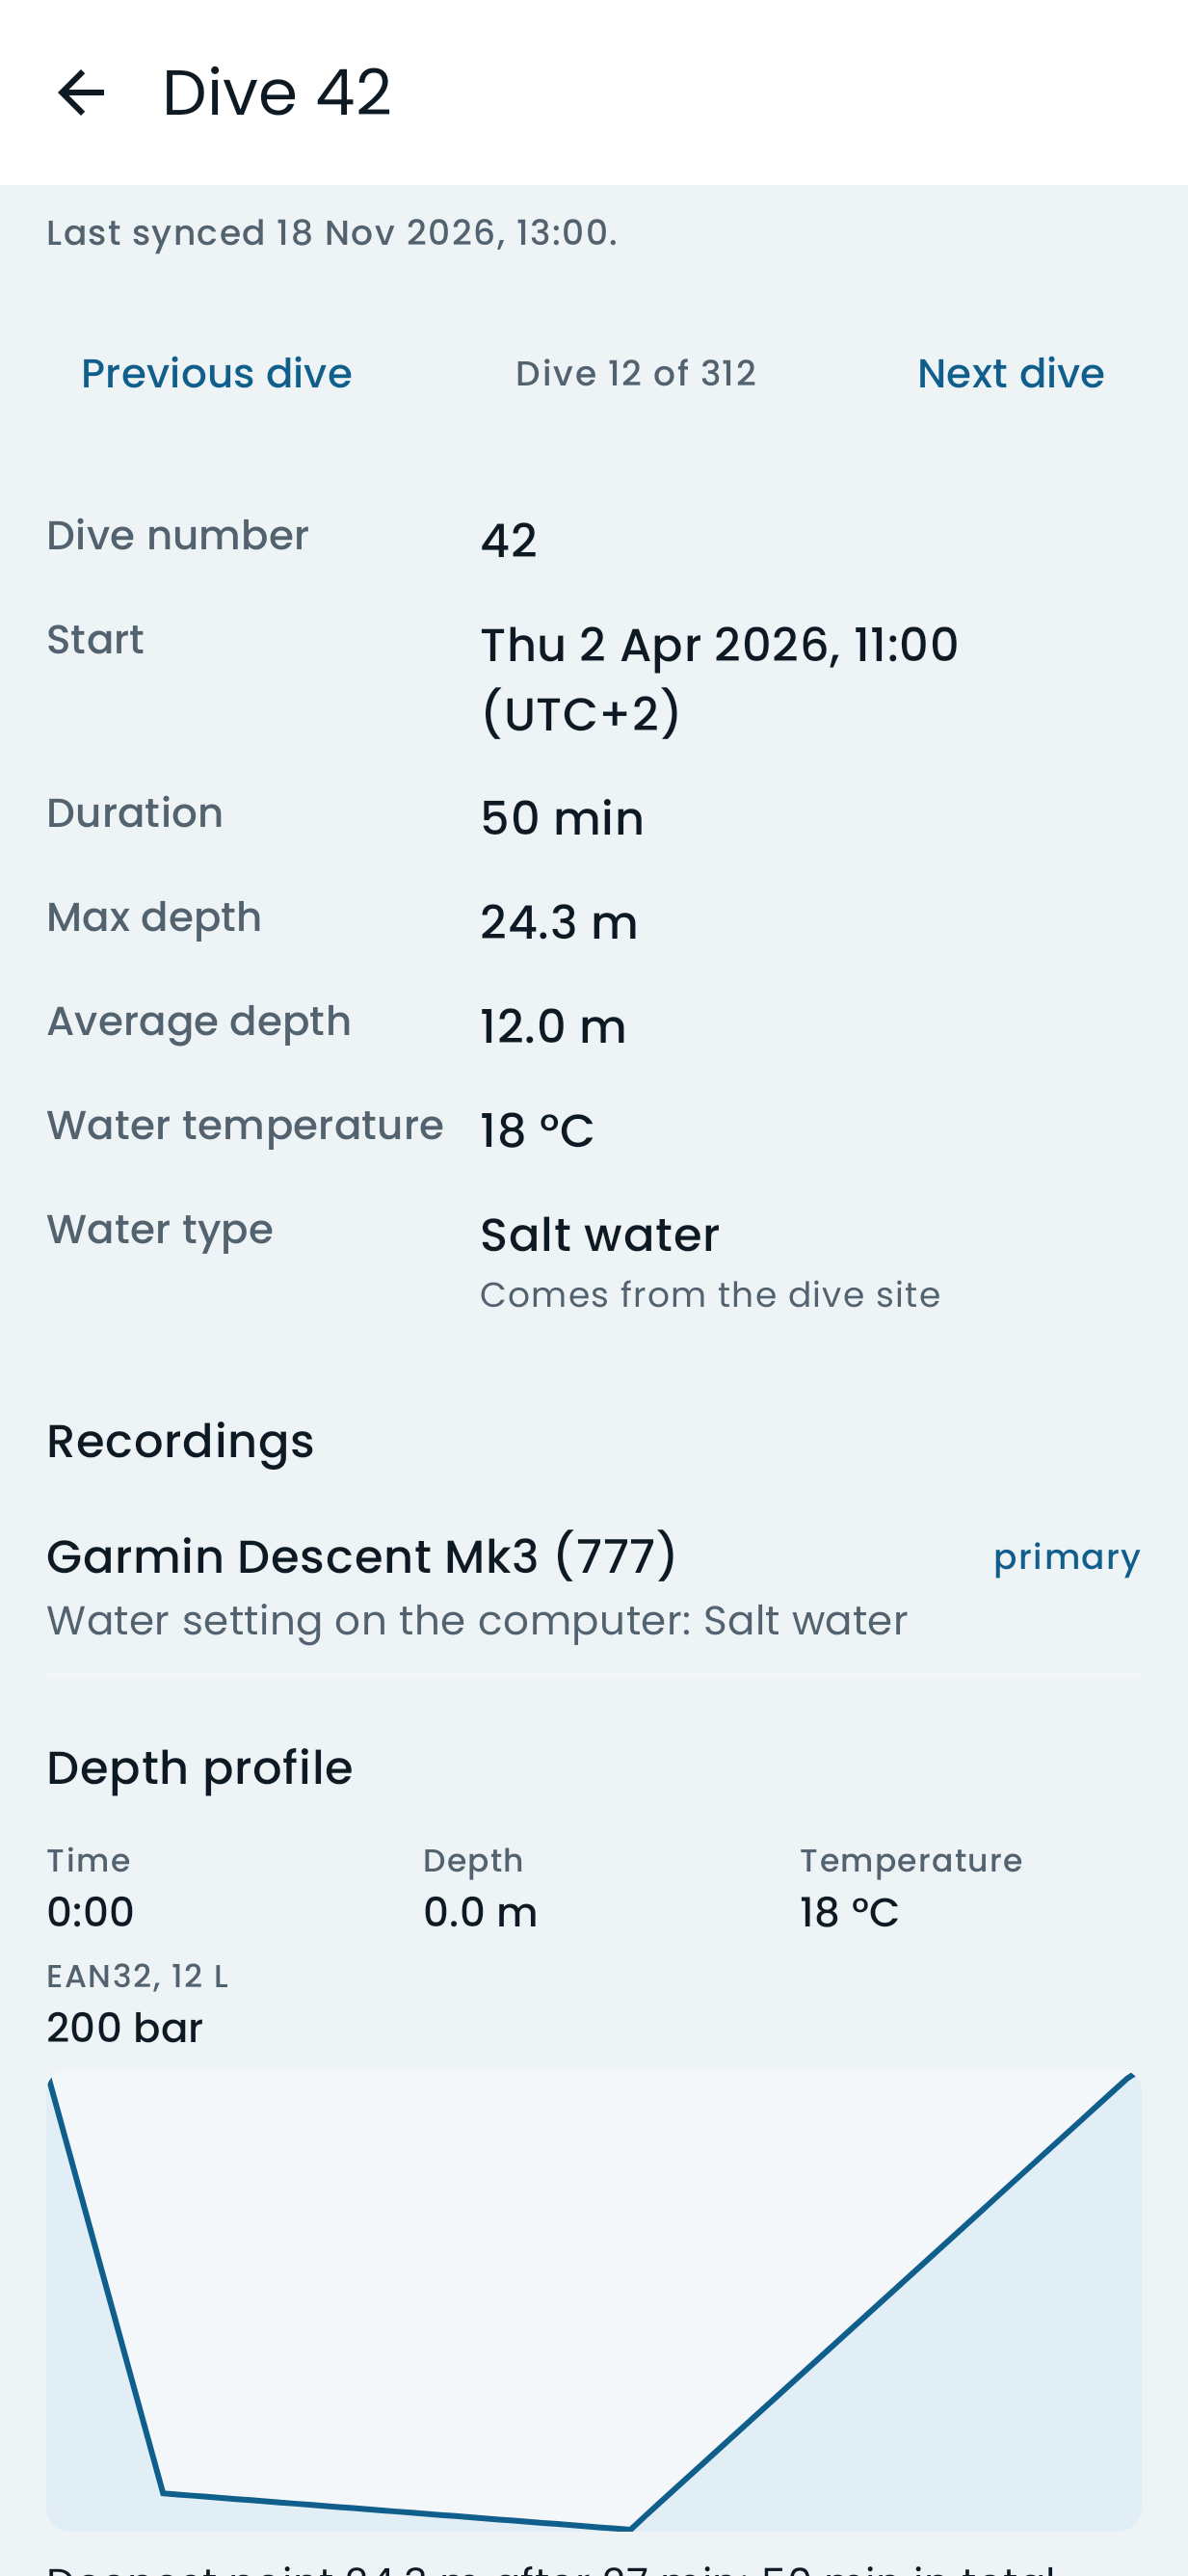 Dive 42
Last synced 18 Nov 2026, 13:00.
Previous dive
Dive 12 of 312
Next dive
Dive number
42
Start
Thu 2 Apr 2026, 11:00
(UTC+2)
Duration
50 min
Max depth
24.3 m
Average depth
12.0 m
Water temperature
18 °C
Water type
Salt water
Comes from the dive site
Recordings
Garmin Descent Mk3 (777)
primary
Water setting on the computer: Salt water
Depth profile
Time
Depth
Temperature
0:00
0.0 m
18 °C
EAN32, 12 L
200 bar